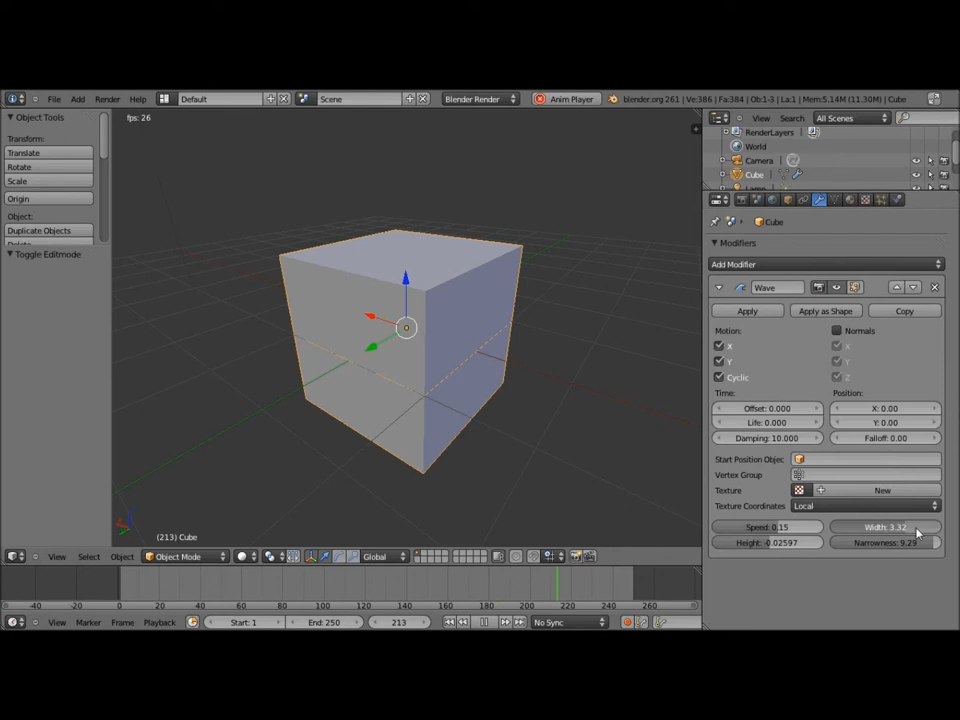 File Add Render Help Default Scene Blender Render Anim Player blender.org 261 | Ve:386 | Fa:384 | Ob:1-3 | La:1 | Mem:5.14M (11.30M) | Cube
Object Tools
Transform:
Translate
Rotate
Scale
Origin
Object:
Duplicate Objects
Toggle Editmode
fps: 26
(213) Cube
View Select Object Object Mode Global
-40 -20 0 20 40 60 80 100 120 140 160 180 200 220 240 260
View Marker Frame Playback Start: 1 End: 250 213 No Sync
View Search All Scenes
RenderLayers
World
Camera
Cube
Cube
Modifiers
Add Modifier
Wave
Apply Apply as Shape Copy
Motion: Normals
X X
Y Y
Cyclic Z
Time: Position:
Offset: 0.000 X: 0.00
Life: 0.000 Y: 0.00
Damping: 10.000 Falloff: 0.00
Start Position Objec
Vertex Group
Texture New
Texture Coordinates Local
Speed: 0.15 Width: 3.32
Height: -0.02597 Narrowness: 9.29